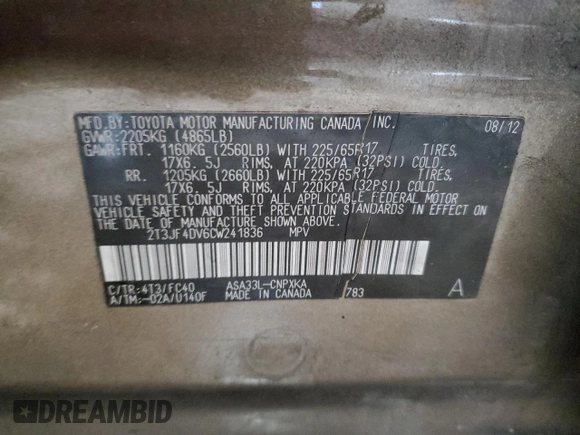 MFD.BY:TOYOTA MOTOR MANUFACTURING CANADA, INC. 08/12
GVWR:2205KG (4865LB)
GAWR:FRT. 1160KG (2560LB) WITH 225/65R17 TIRES,
17X6. 5J RIMS, AT 220KPA (32PSI) COLD.
RR. 1205KG (2660LB) WITH 225/65R17 TIRES,
17X6. 5J RIMS, AT 220KPA (32PSI) COLD.
THIS VEHICLE CONFORMS TO ALL APPLICABLE FEDERAL MOTOR
VEHICLE SAFETY AND THEFT PREVENTION STANDARDS IN EFFECT ON
THE DATE OF MANUFACTURE SHOWN ABOVE.
2T3JF4DV6CW241836 MPV
C/TR:4T3/FC40 ASA33L-CNPXKA
A/TM:-02A/U140F MADE IN CANADA 783 A
DREAMBID